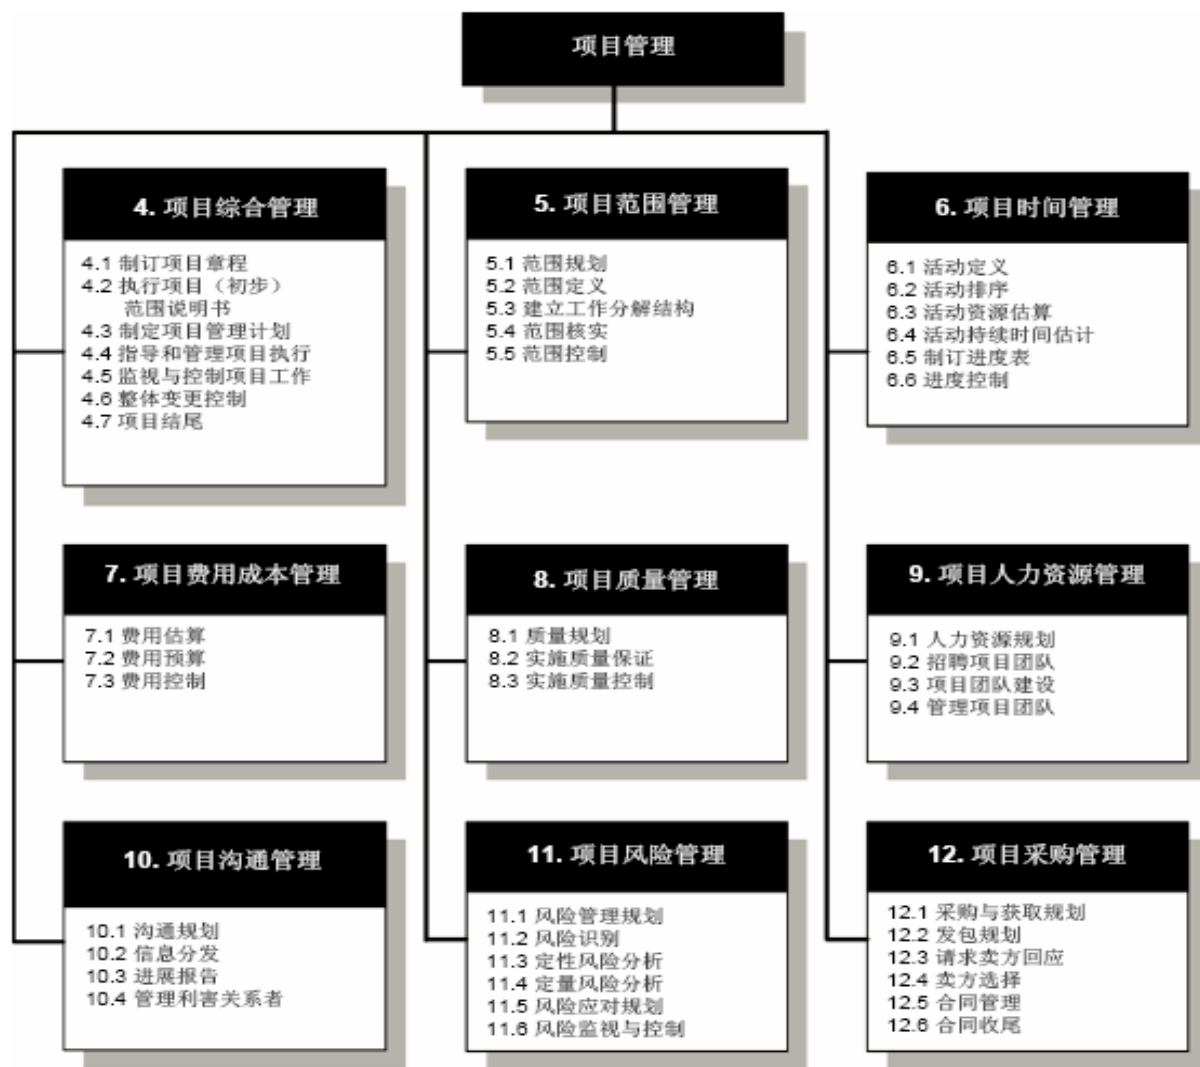 项目管理
4. 项目综合管理
4.1 制订项目章程
4.2 执行项目（初步）
范围说明书
4.3 制定项目管理计划
4.4 指导和管理项目执行
4.5 监视与控制项目工作
4.6 整体变更控制
4.7 项目结尾
5. 项目范围管理
5.1 范围规划
5.2 范围定义
5.3 建立工作分解结构
5.4 范围核实
5.5 范围控制
6. 项目时间管理
6.1 活动定义
6.2 活动排序
6.3 活动资源估算
6.4 活动持续时间估计
6.5 制订进度表
6.6 进度控制
7. 项目费用成本管理
7.1 费用估算
7.2 费用预算
7.3 费用控制
8. 项目质量管理
8.1 质量规划
8.2 实施质量保证
8.3 实施质量控制
9. 项目人力资源管理
9.1 人力资源规划
9.2 招聘项目团队
9.3 项目团队建设
9.4 管理项目团队
10. 项目沟通管理
10.1 沟通规划
10.2 信息分发
10.3 进展报告
10.4 管理利害关系者
11. 项目风险管理
11.1 风险管理规划
11.2 风险识别
11.3 定性风险分析
11.4 定量风险分析
11.5 风险应对规划
11.6 风险监视与控制
12. 项目采购管理
12.1 采购与获取规划
12.2 发包规划
12.3 请求卖方回应
12.4 卖方选择
12.5 合同管理
12.6 合同收尾